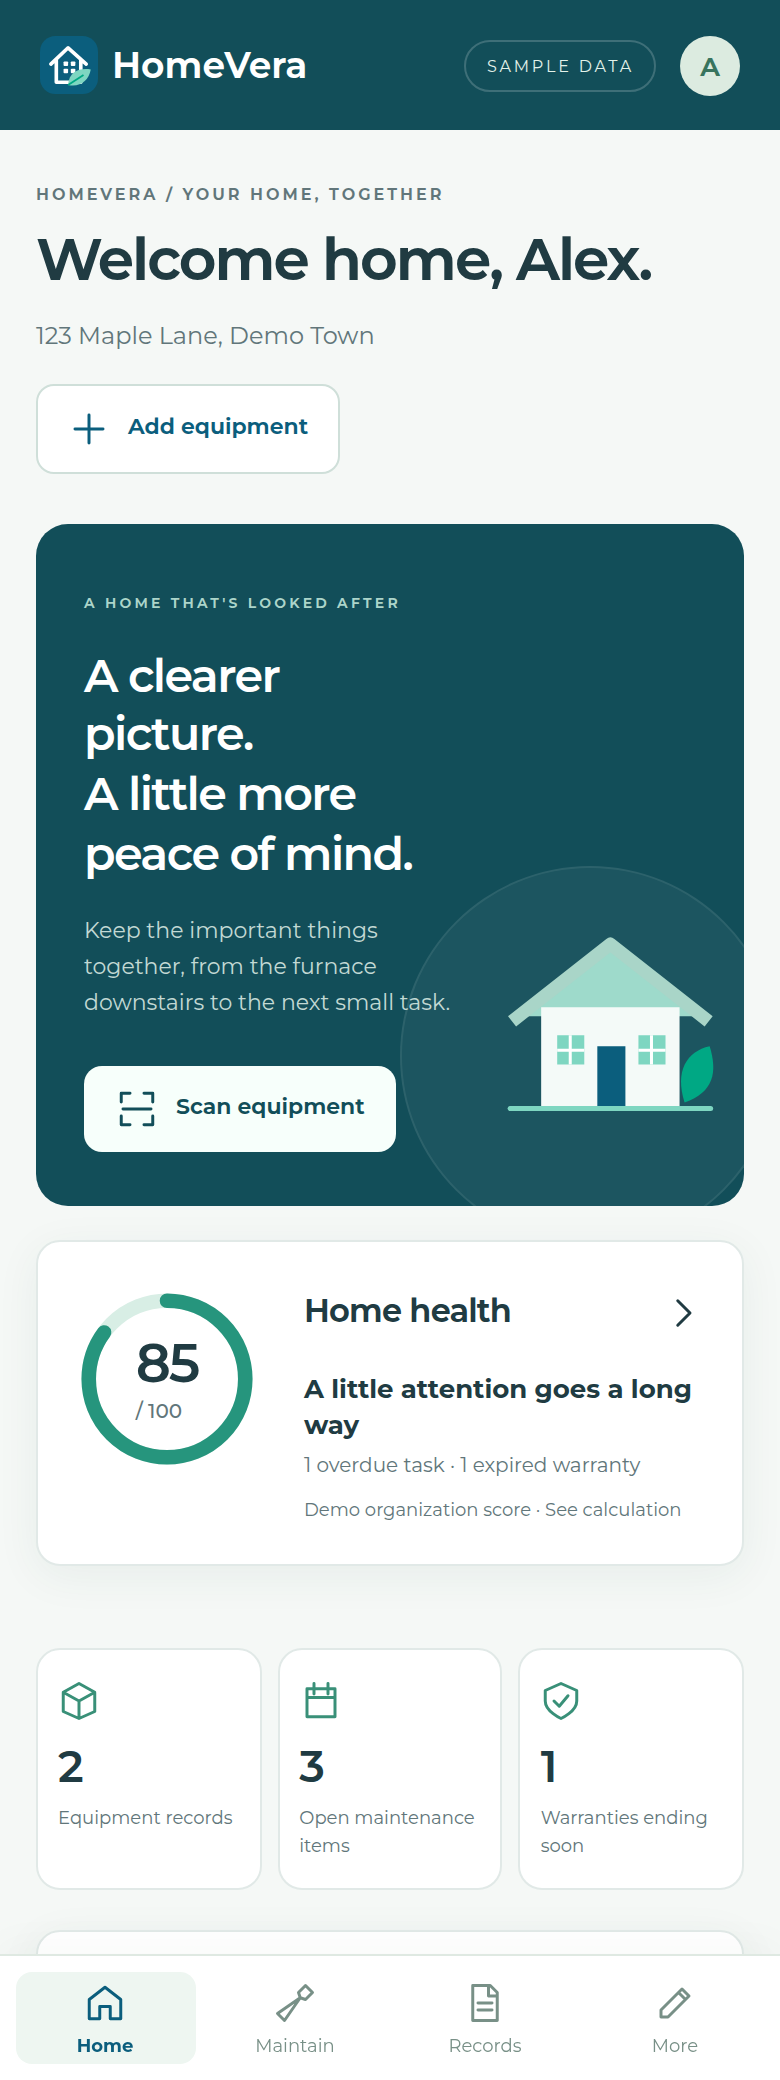 HomeVera
SAMPLE DATA
A
HOMEVERA / YOUR HOME, TOGETHER
Welcome home, Alex.
123 Maple Lane, Demo Town
Add equipment
A HOME THAT'S LOOKED AFTER
A clearer
picture.
A little more
peace of mind.
Keep the important things
together, from the furnace
downstairs to the next small task.
Scan equipment
85
/ 100
Home health
A little attention goes a long
way
1 overdue task · 1 expired warranty
Demo organization score · See calculation
2
Equipment records
3
Open maintenance
items
1
Warranties ending
soon
Home
Maintain
Records
More